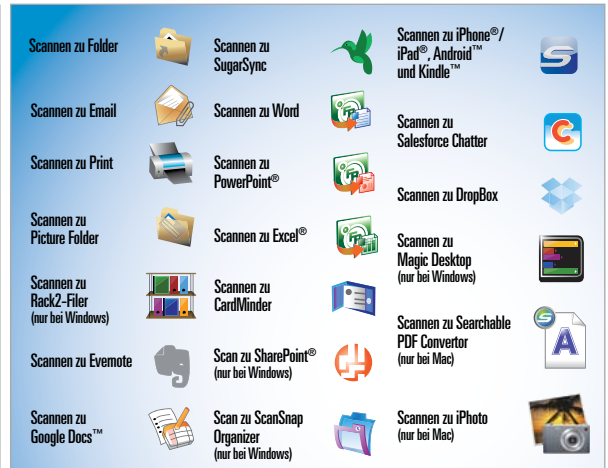 Scannen zu Folder
Scannen zu Email
Scannen zu Print
Scannen zu
Picture Folder
Scannen zu
Rack2-Filer
(nur bei Windows)
Scannen zu Evernote
Scannen zu
Google Docs™
Scannen zu
SugarSync
Scannen zu Word
Scannen zu
PowerPoint®
Scannen zu Excel®
Scannen zu
CardMinder
Scan zu SharePoint®
(nur bei Windows)
Scan zu ScanSnap
Organizer
(nur bei Windows)
Scannen zu iPhone®/
iPad®, Android™
und Kindle™
Scannen zu
Salesforce Chatter
Scannen zu DropBox
Scannen zu
Magic Desktop
(nur bei Windows)
Scannen zu Searchable
PDF Convertor
(nur bei Mac)
Scannen zu iPhoto
(nur bei Mac)
S
C
A